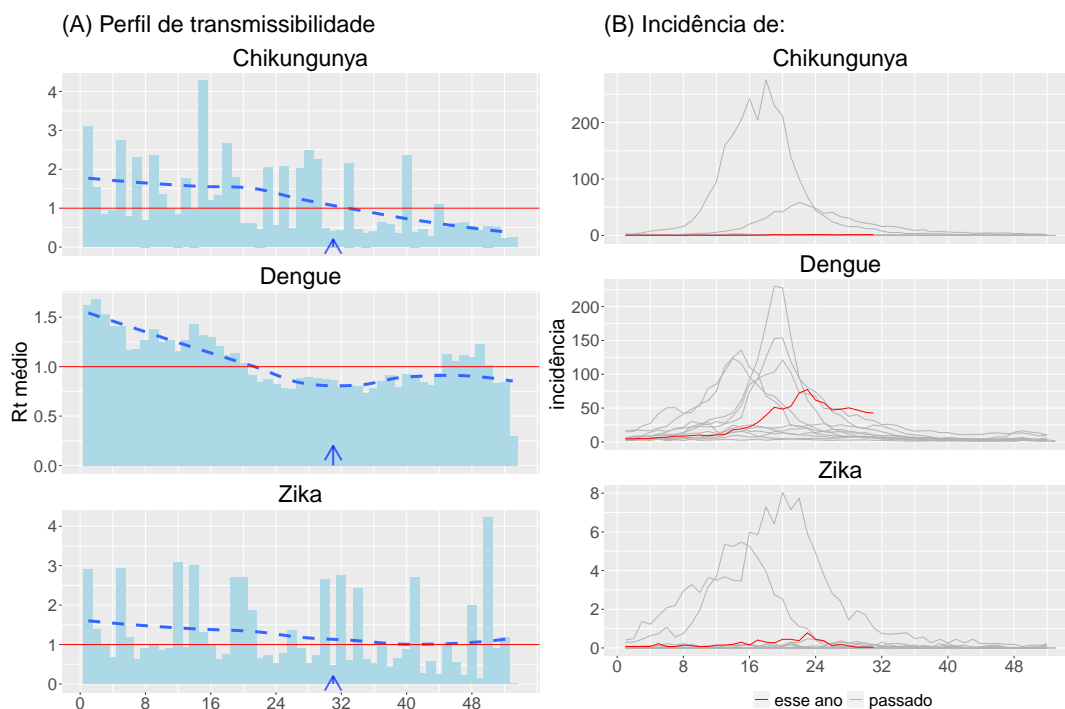 (A) Perfil de transmissibilidade
Chikungunya
4
3
2
1
0
Dengue
1.5
1.0
0.5
0.0
Rt médio
Zika
4
3
2
1
0
0 8 16 24 32 40 48
(B) Incidência de:
Chikungunya
200
100
0
Dengue
200
150
100
50
0
incidência
Zika
8
6
4
2
0
0 8 16 24 32 40 48
esse ano passado